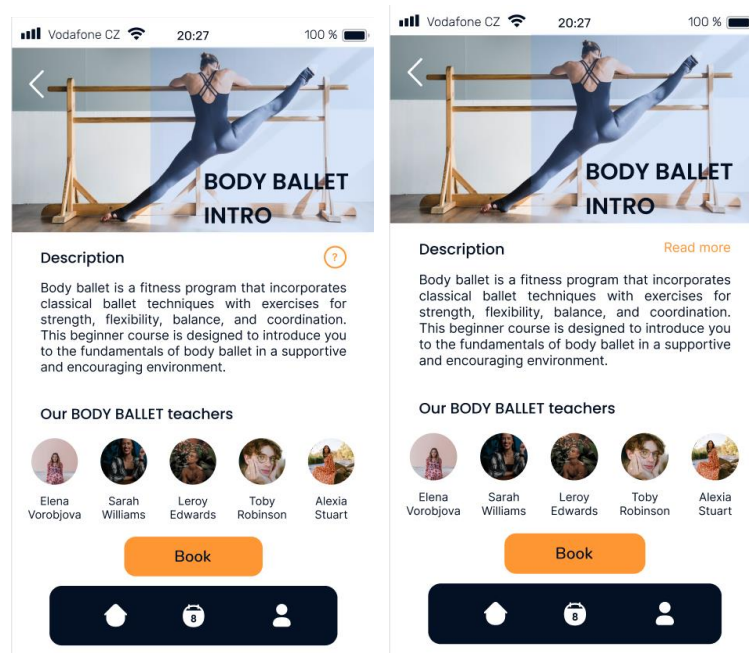 Vodafone CZ 20:27 100 %
BODY BALLET
INTRO
Description ?
Body ballet is a fitness program that incorporates
classical ballet techniques with exercises for
strength, flexibility, balance, and coordination.
This beginner course is designed to introduce you
to the fundamentals of body ballet in a supportive
and encouraging environment.
Our BODY BALLET teachers
Elena Sarah Leroy Toby Alexia
Vorobjova Williams Edwards Robinson Stuart
Book
8
Vodafone CZ 20:27 100 %
BODY BALLET
INTRO
Description Read more
Body ballet is a fitness program that incorporates
classical ballet techniques with exercises for
strength, flexibility, balance, and coordination.
This beginner course is designed to introduce you
to the fundamentals of body ballet in a supportive
and encouraging environment.
Our BODY BALLET teachers
Elena Sarah Leroy Toby Alexia
Vorobjova Williams Edwards Robinson Stuart
Book
8